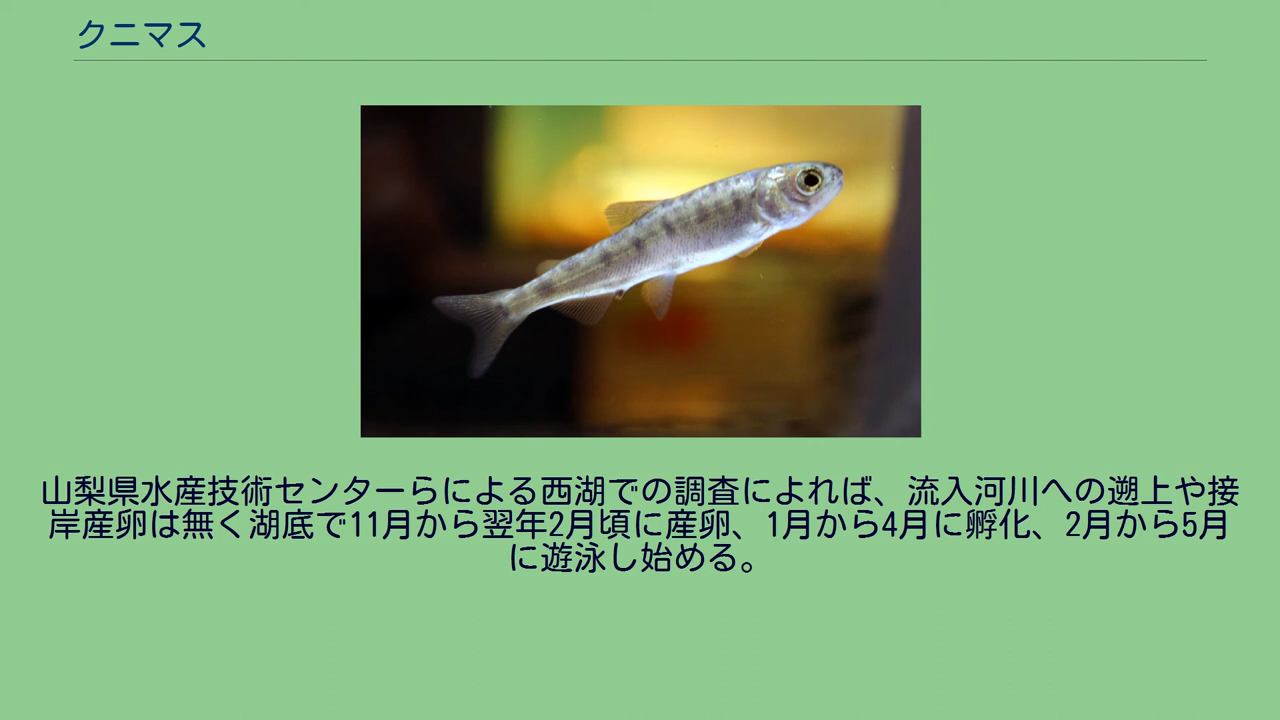 クニマス
山梨県水産技術センターらによる西湖での調査によれば、流入河川への遡上や接
岸産卵は無く湖底で11月から翌年2月頃に産卵、1月から4月に孵化、2月から5月
に遊泳し始める。